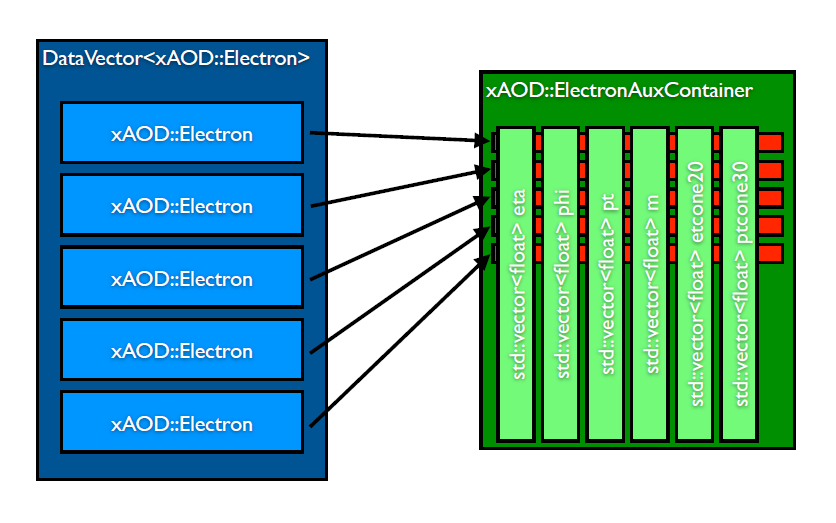 DataVector<xAOD::Electron>
xAOD::Electron
xAOD::Electron
xAOD::Electron
xAOD::Electron
xAOD::Electron
xAOD::ElectronAuxContainer
std::vector<float> eta
std::vector<float> phi
std::vector<float> pt
std::vector<float> m
std::vector<float> etcone20
std::vector<float> ptcone30